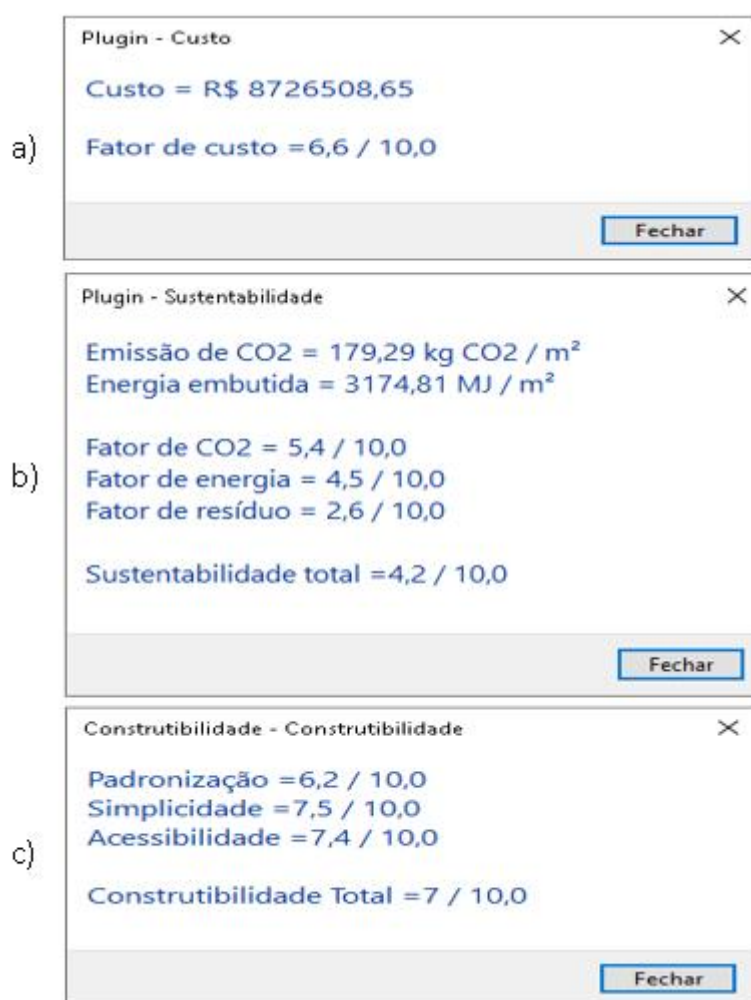 a)
Plugin - Custo
Custo = R$ 8726508,65
Fator de custo =6,6 / 10,0
Fechar
b)
Plugin - Sustentabilidade
Emissão de CO2 = 179,29 kg CO2 / m²
Energia embutida = 3174,81 MJ / m²
Fator de CO2 = 5,4 / 10,0
Fator de energia = 4,5 / 10,0
Fator de resíduo = 2,6 / 10,0
Sustentabilidade total =4,2 / 10,0
Fechar
c)
Construtibilidade - Construtibilidade
Padronização =6,2 / 10,0
Simplicidade =7,5 / 10,0
Acessibilidade =7,4 / 10,0
Construtibilidade Total =7 / 10,0
Fechar